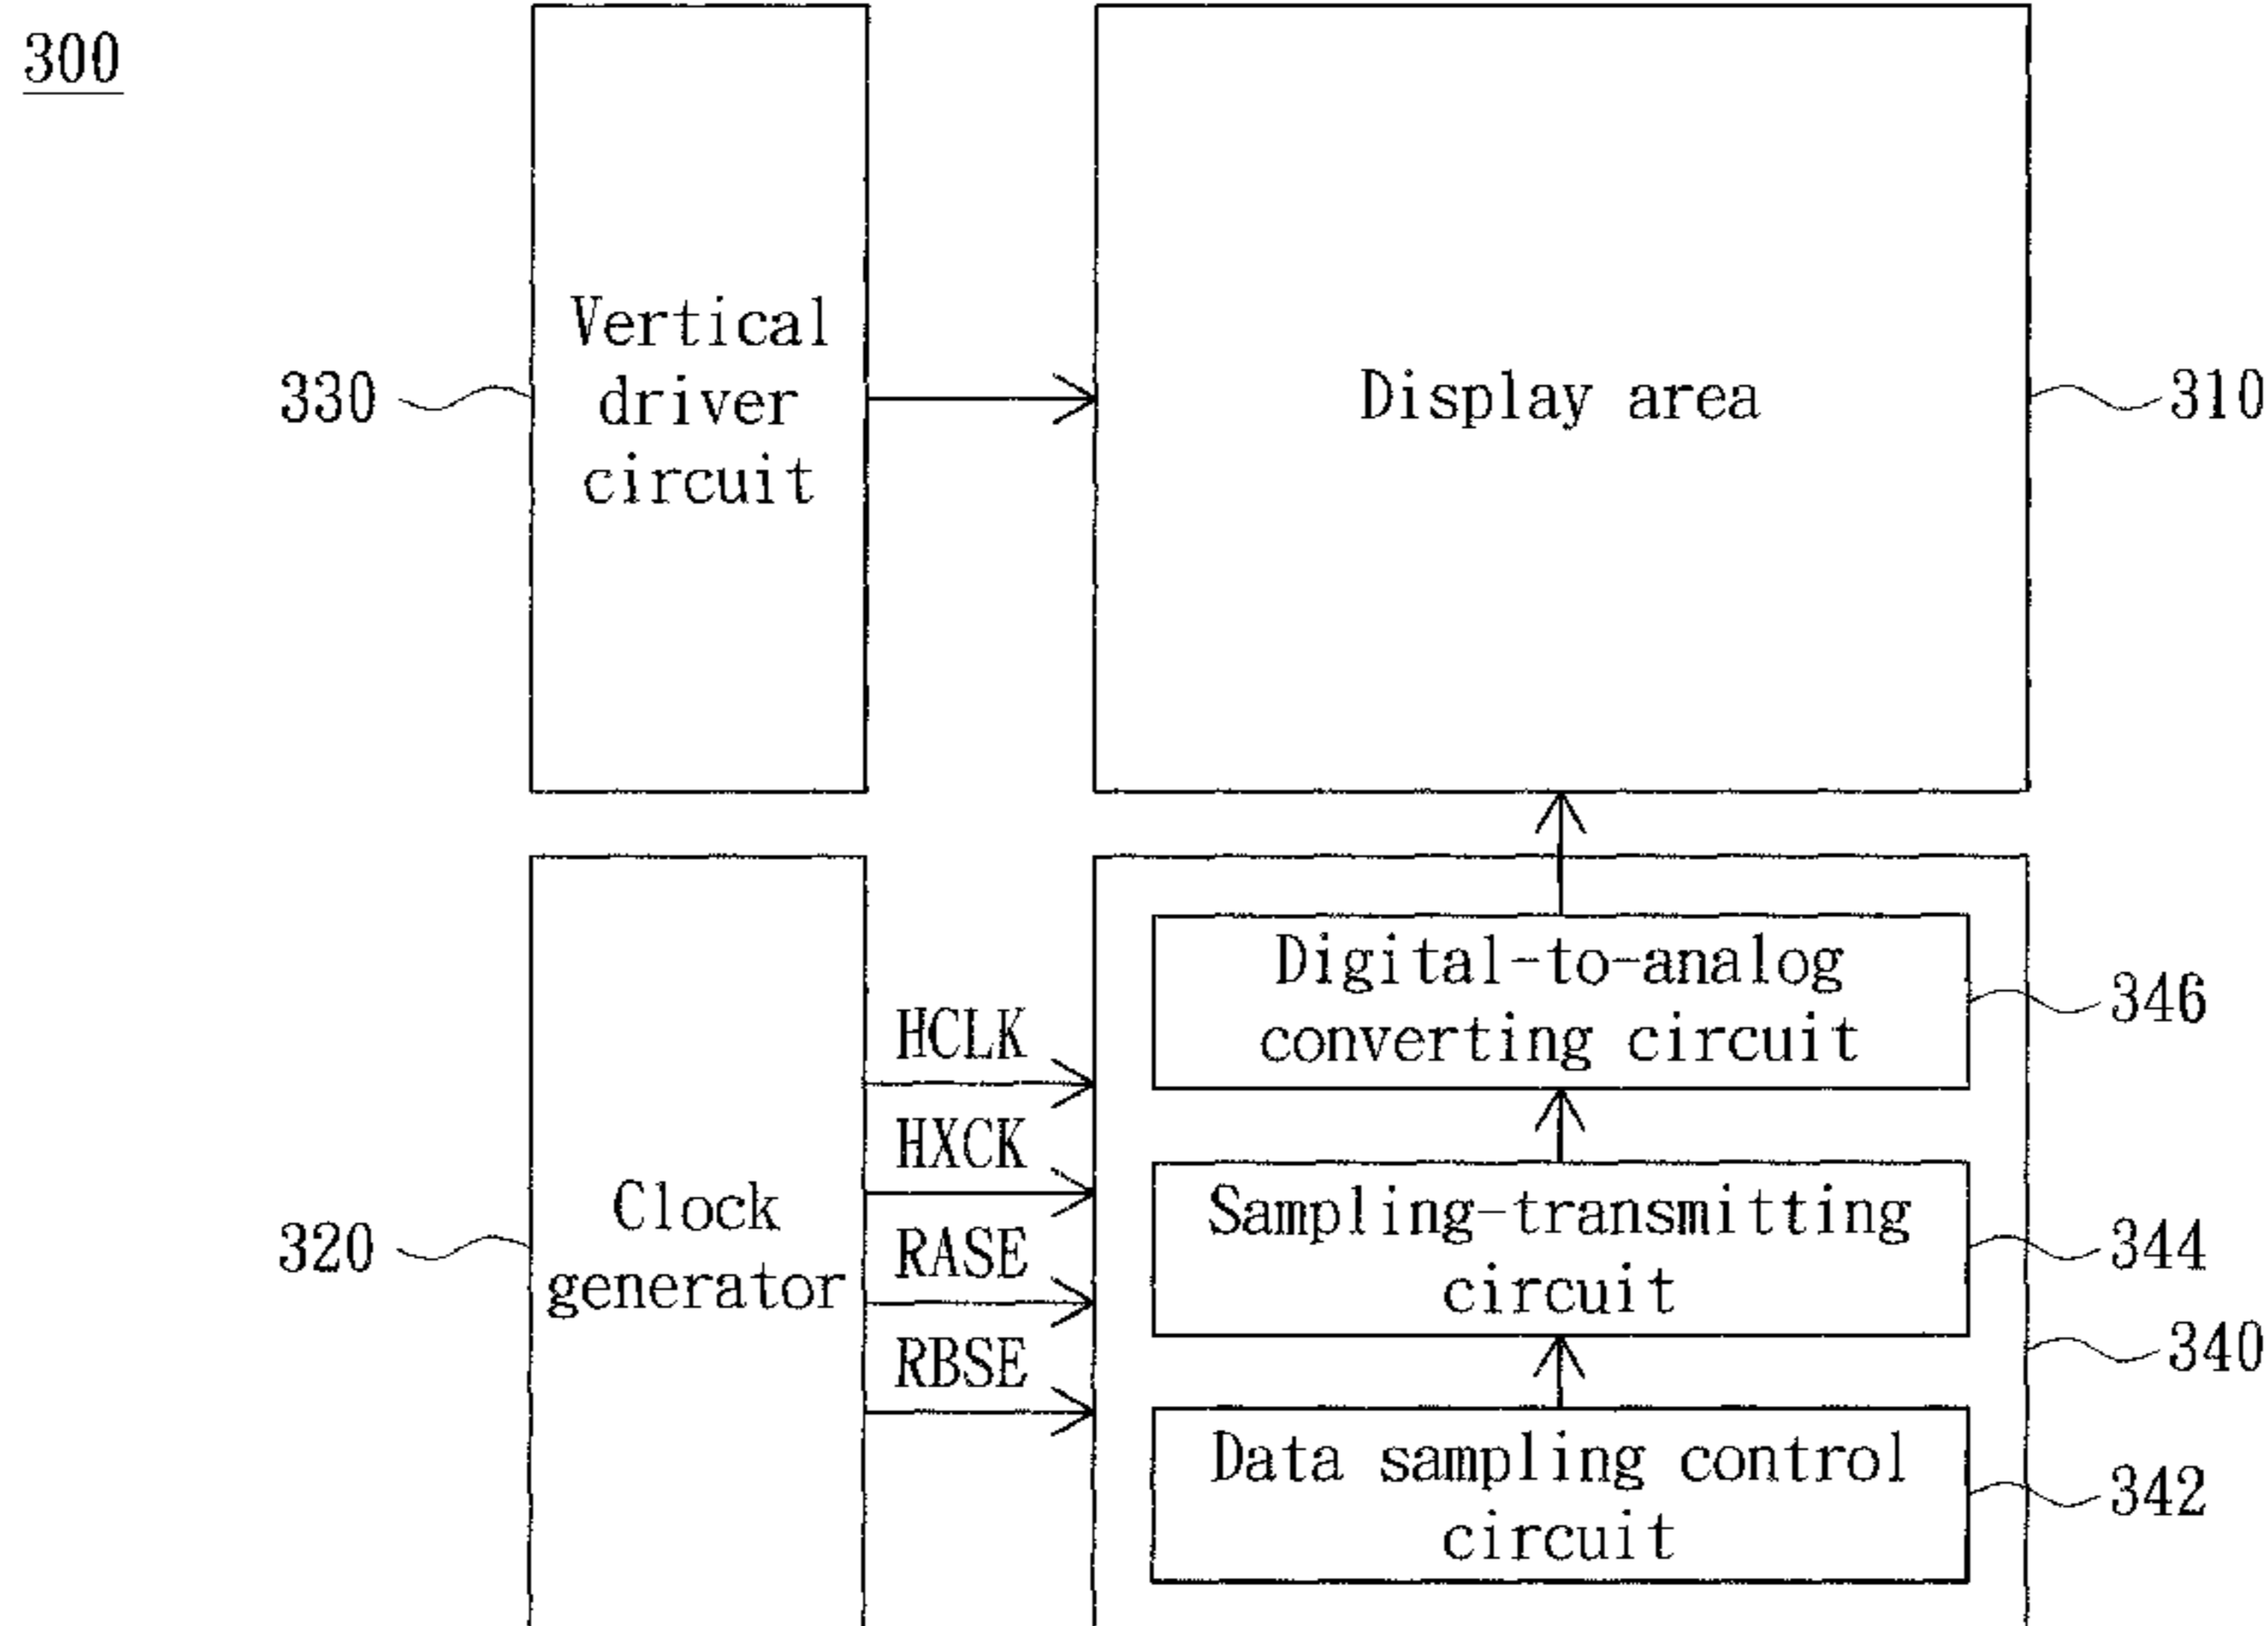 300
Vertical
driver
circuit
330
Display area
310
Digital-to-analog
converting circuit
346
HCLK
HXCK
RASE
RBSE
Clock
generator
320
Sampling-transmitting
circuit
344
340
Data sampling control
circuit
342